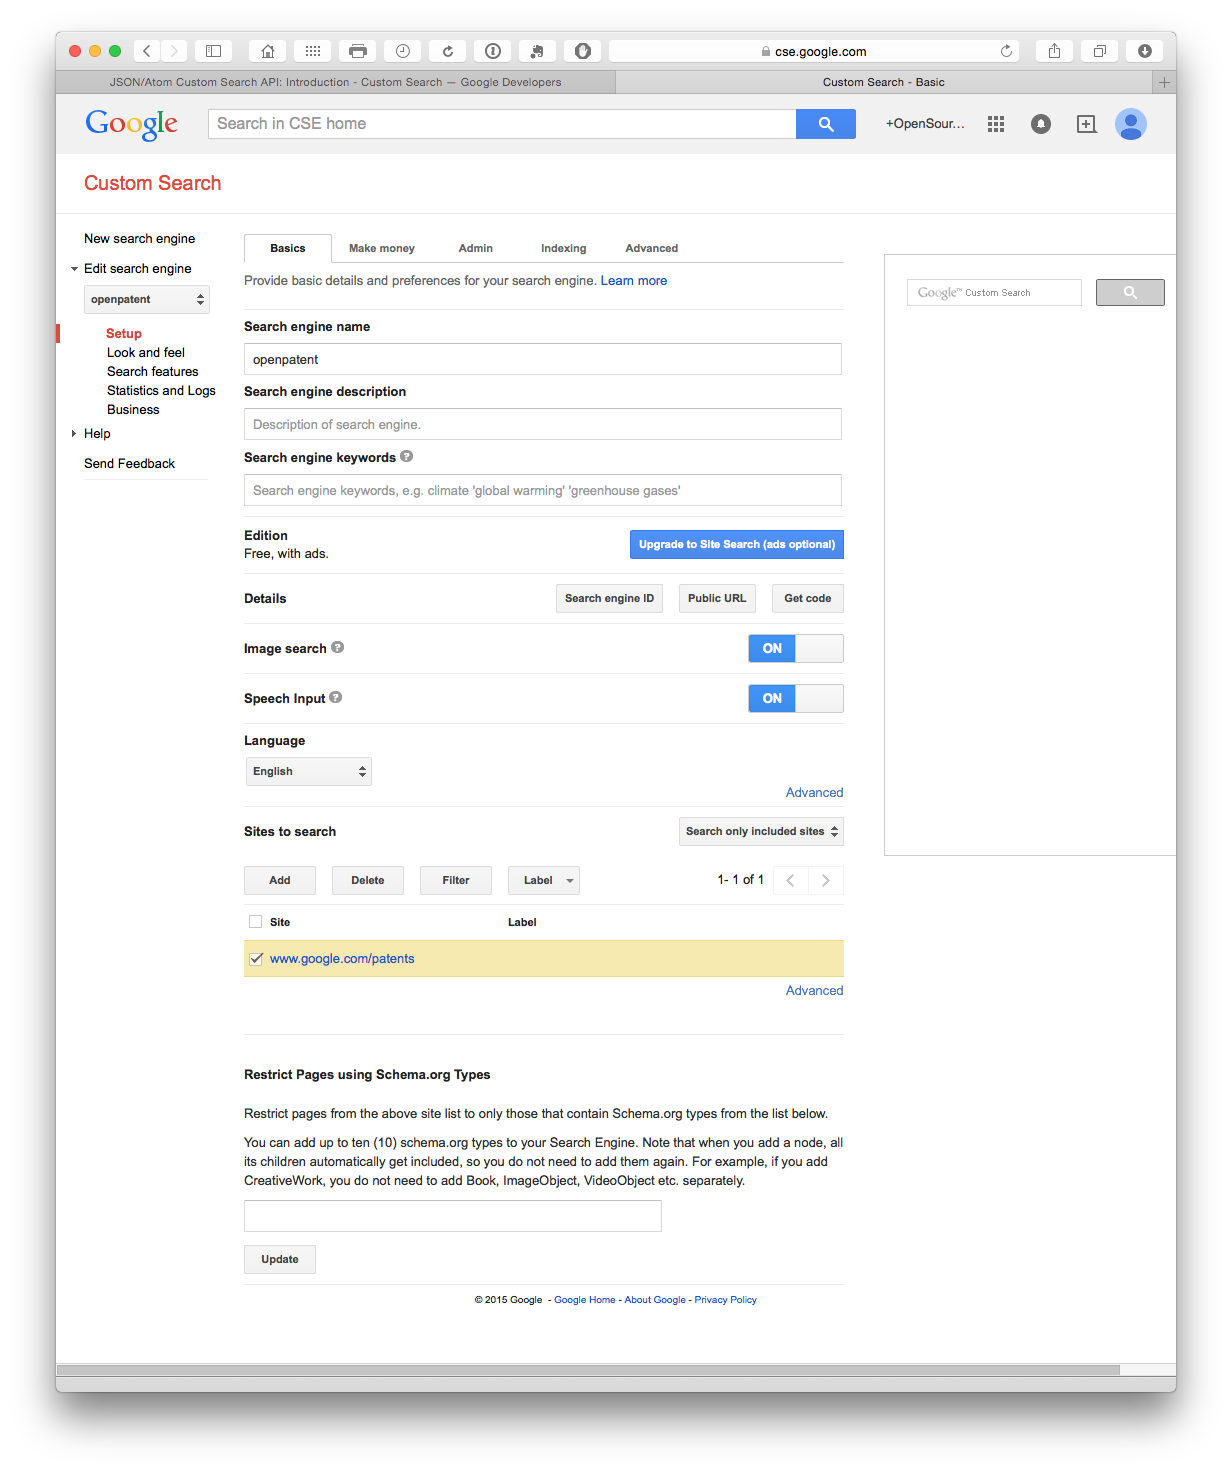 cse.google.com
JSON/Atom Custom Search API: Introduction - Custom Search — Google Developers
Custom Search - Basic
Google
Search in CSE home
+OpenSour...
Custom Search
New search engine
Edit search engine
openpatent
Setup
Look and feel
Search features
Statistics and Logs
Business
Help
Send Feedback
Basics
Make money
Admin
Indexing
Advanced
Provide basic details and preferences for your search engine. Learn more
Search engine name
openpatent
Search engine description
Description of search engine.
Search engine keywords ?
Search engine keywords, e.g. climate 'global warming' 'greenhouse gases'
Edition
Free, with ads.
Upgrade to Site Search (ads optional)
Details
Search engine ID
Public URL
Get code
Image search ?
ON
Speech Input ?
ON
Language
English
Advanced
Sites to search
Search only included sites
Add
Delete
Filter
Label
1- 1 of 1
Site
Label
www.google.com/patents
Advanced
Restrict Pages using Schema.org Types
Restrict pages from the above site list to only those that contain Schema.org types from the list below.
You can add up to ten (10) schema.org types to your Search Engine. Note that when you add a node, all
its children automatically get included, so you do not need to add them again. For example, if you add
CreativeWork, you do not need to add Book, ImageObject, VideoObject etc. separately.
Update
© 2015 Google - Google Home - About Google - Privacy Policy
Google™ Custom Search